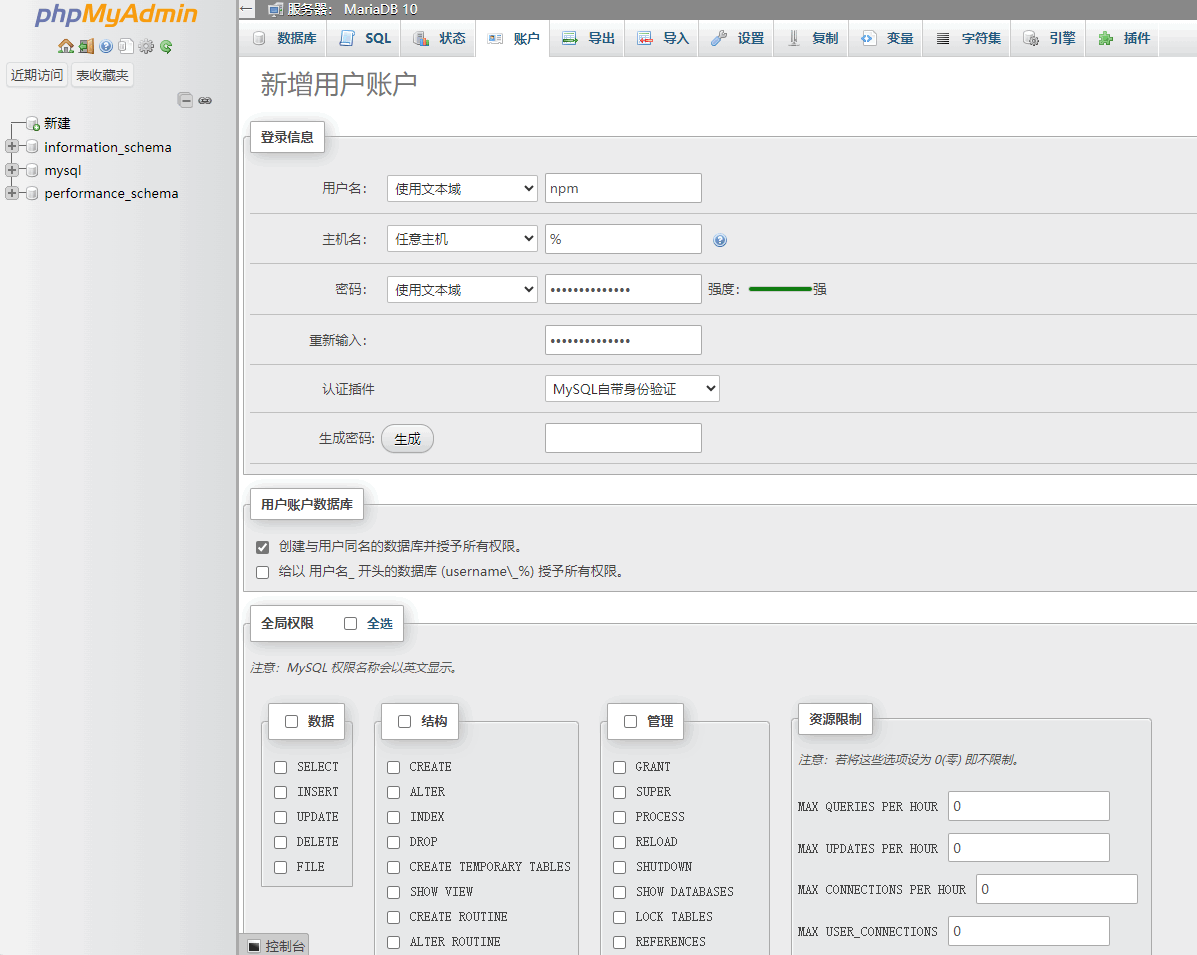 phpMyAdmin
近期访问 表收藏夹
新建
information_schema
mysql
performance_schema
服务器: MariaDB 10
数据库 SQL 状态 账户 导出 导入 设置 复制 变量 字符集 引擎 插件
新增用户账户
登录信息
用户名: 使用文本域 npm
主机名: 任意主机 %
密码: 使用文本域 •••••••••••••• 强度: 强
重新输入: ••••••••••••••
认证插件 MySQL自带身份验证
生成密码: 生成
用户账户数据库
创建与用户同名的数据库并授予所有权限。
给以 用户名_ 开头的数据库 (username\_%) 授予所有权限。
全局权限 全选
注意: MySQL 权限名称会以英文显示。
数据
SELECT
INSERT
UPDATE
DELETE
FILE
结构
CREATE
ALTER
INDEX
DROP
CREATE TEMPORARY TABLES
SHOW VIEW
CREATE ROUTINE
ALTER ROUTINE
管理
GRANT
SUPER
PROCESS
RELOAD
SHUTDOWN
SHOW DATABASES
LOCK TABLES
REFERENCES
资源限制
注意: 若将这些选项设为 0(零) 即不限制。
MAX QUERIES PER HOUR 0
MAX UPDATES PER HOUR 0
MAX CONNECTIONS PER HOUR 0
MAX USER_CONNECTIONS 0
控制台